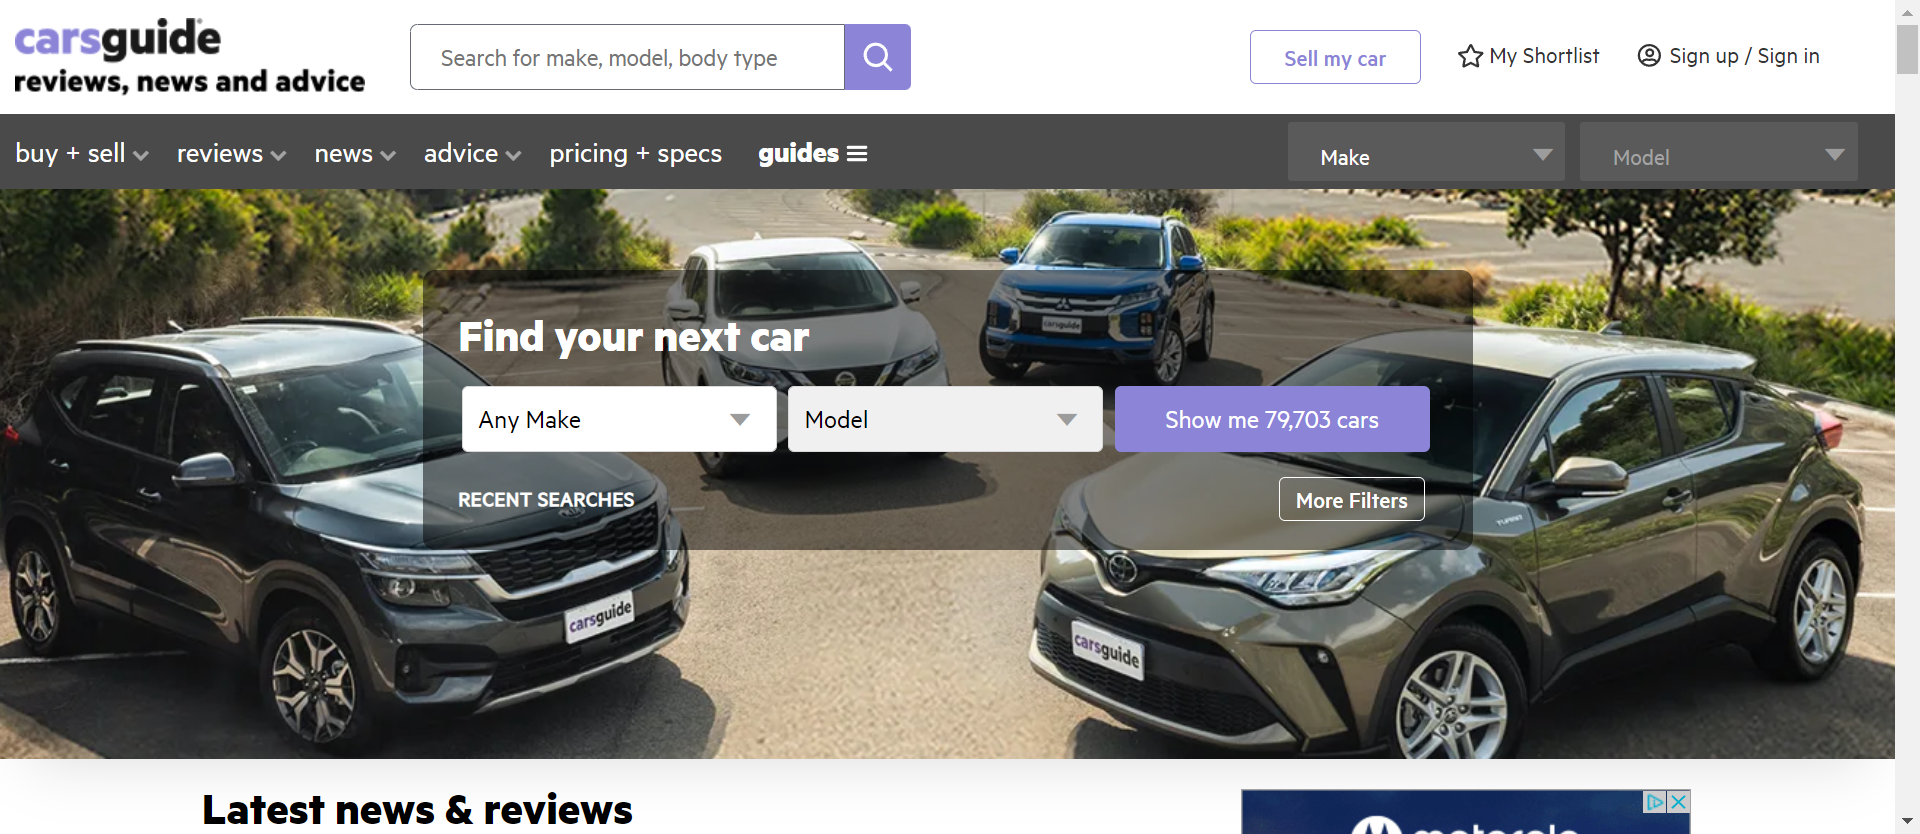 carsguide
reviews, news and advice
Search for make, model, body type
Sell my car
My Shortlist
Sign up / Sign in
buy + sell
reviews
news
advice
pricing + specs
guides
Make
Model
Find your next car
Any Make
Model
Show me 79,703 cars
RECENT SEARCHES
More Filters
carsguide
carsguide
carsguide
Latest news & reviews
motorola